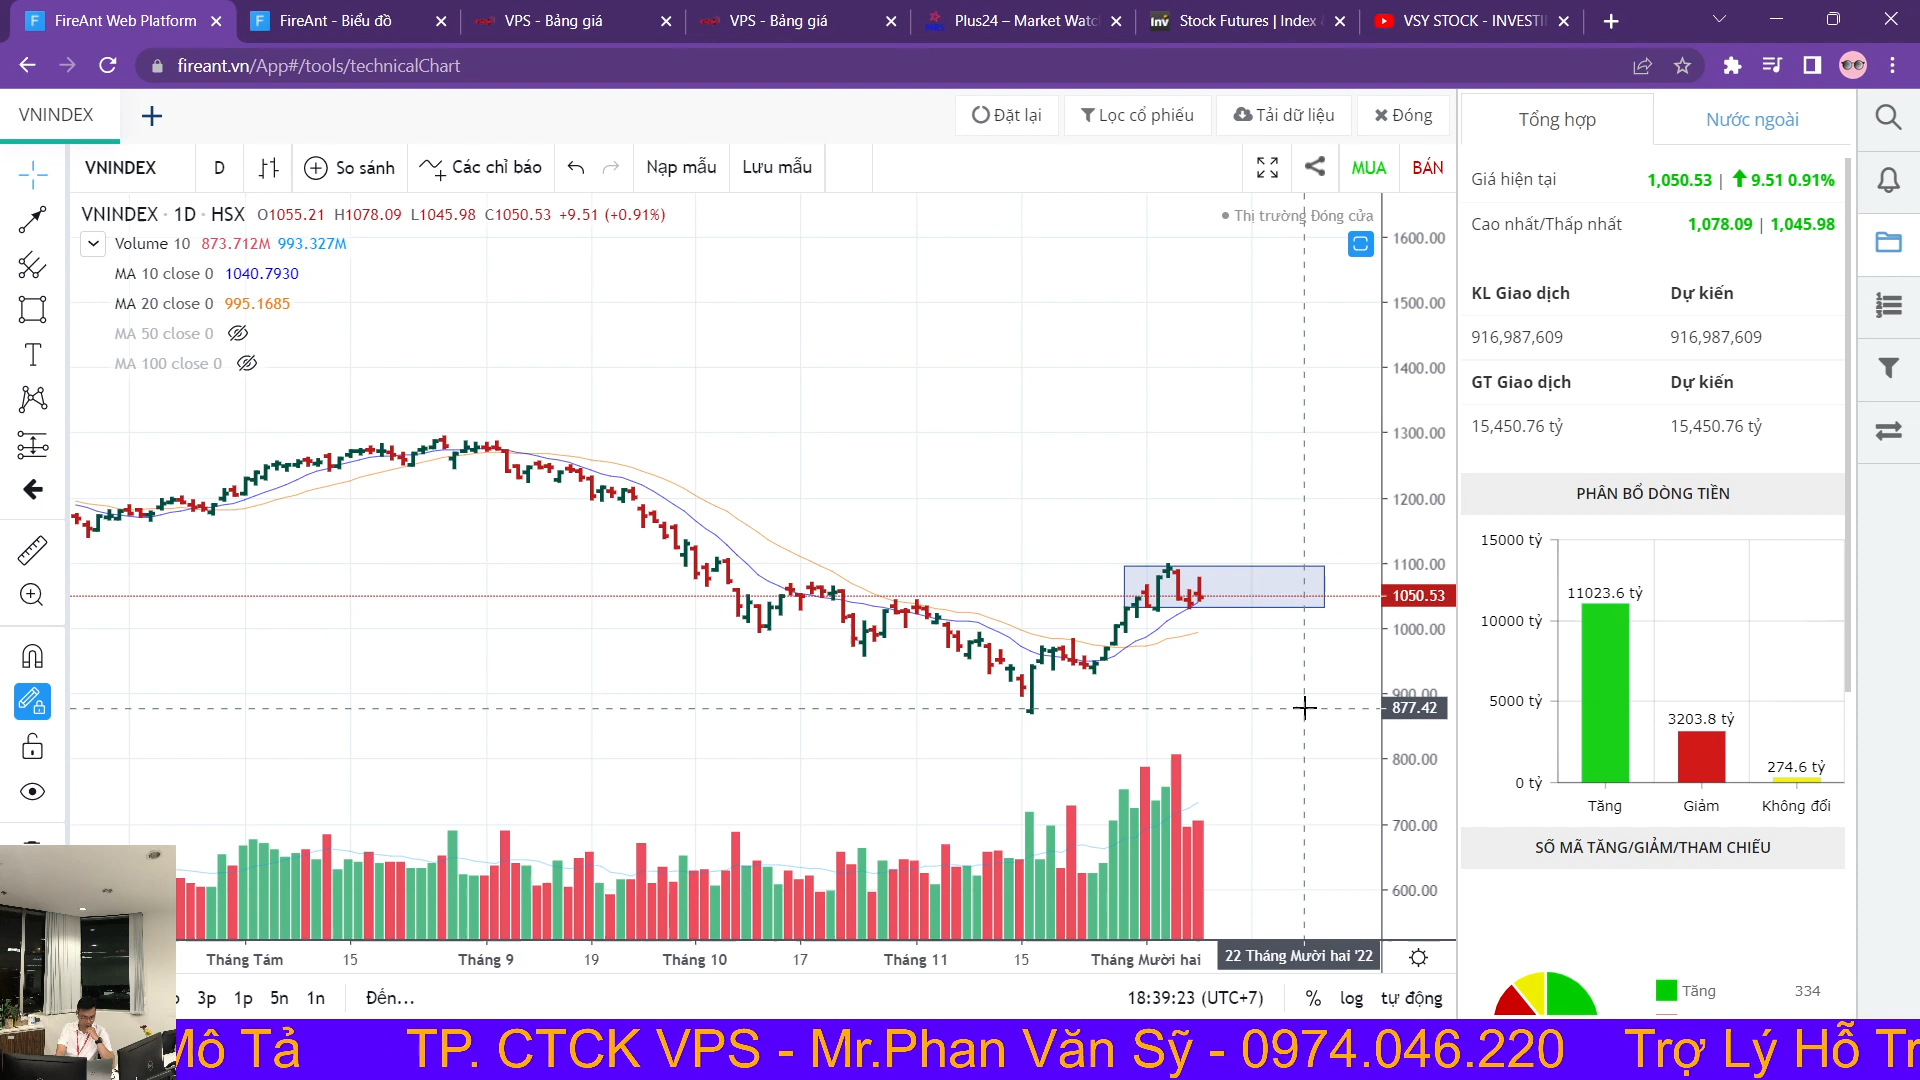 FireAnt Web Platform
FireAnt - Biểu đồ
VPS - Bảng giá
VPS - Bảng giá
Plus24 – Market Watc
Stock Futures | Index
VSY STOCK - INVESTI
fireant.vn/App#/tools/technicalChart
VNINDEX
Đặt lại
Lọc cổ phiếu
Tải dữ liệu
Đóng
VNINDEX
D
So sánh
Các chỉ báo
Nạp mẫu
Lưu mẫu
MUA
BÁN
VNINDEX · 1D · HSX O1055.21 H1078.09 L1045.98 C1050.53 +9.51 (+0.91%)
Thị trường Đóng cửa
Volume 10 873.712M 993.327M
MA 10 close 0 1040.7930
MA 20 close 0 995.1685
MA 50 close 0
MA 100 close 0
1600.00
1500.00
1400.00
1300.00
1200.00
1100.00
1050.53
1000.00
900.00
877.42
800.00
700.00
600.00
Tháng Tám
15
Tháng 9
19
Tháng 10
17
Tháng 11
15
Tháng Mười hai
22 Tháng Mười hai '22
3p
1p
5n
1n
Đến...
18:39:23 (UTC+7)
%
log
tự động
Tổng hợp
Nước ngoài
Giá hiện tại 1,050.53 | 9.51 0.91%
Cao nhất/Thấp nhất 1,078.09 | 1,045.98
KL Giao dịch Dự kiến
916,987,609 916,987,609
GT Giao dịch Dự kiến
15,450.76 tỷ 15,450.76 tỷ
PHÂN BỔ DÒNG TIỀN
15000 tỷ
10000 tỷ
5000 tỷ
0 tỷ
11023.6 tỷ
3203.8 tỷ
274.6 tỷ
Tăng
Giảm
Không đổi
SỐ MÃ TĂNG/GIẢM/THAM CHIẾU
Tăng 334
Mô Tả TP. CTCK VPS - Mr.Phan Văn Sỹ - 0974.046.220 Trợ Lý Hỗ Tr